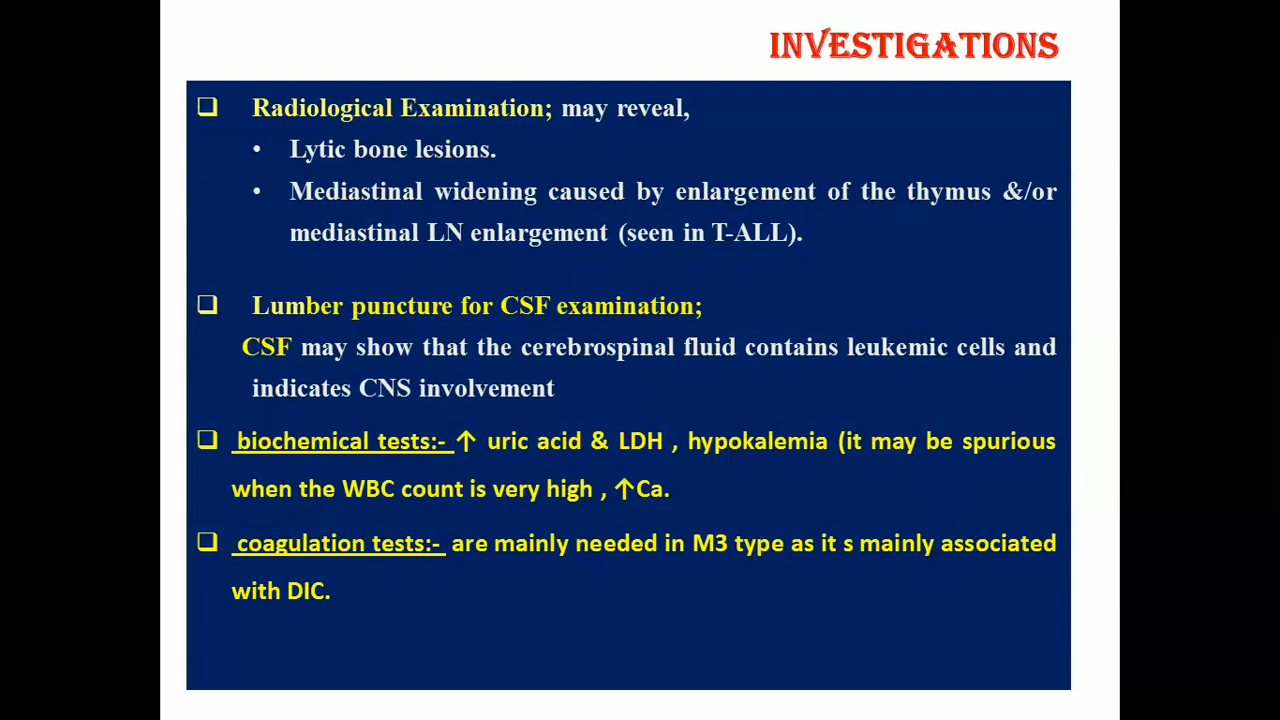 INVESTIGATIONS
❑ Radiological Examination; may reveal,
• Lytic bone lesions.
• Mediastinal widening caused by enlargement of the thymus &/or
mediastinal LN enlargement (seen in T-ALL).
❑ Lumber puncture for CSF examination;
CSF may show that the cerebrospinal fluid contains leukemic cells and
indicates CNS involvement
❑ biochemical tests:- ↑ uric acid & LDH , hypokalemia (it may be spurious
when the WBC count is very high , ↑Ca.
❑ coagulation tests:- are mainly needed in M3 type as it s mainly associated
with DIC.